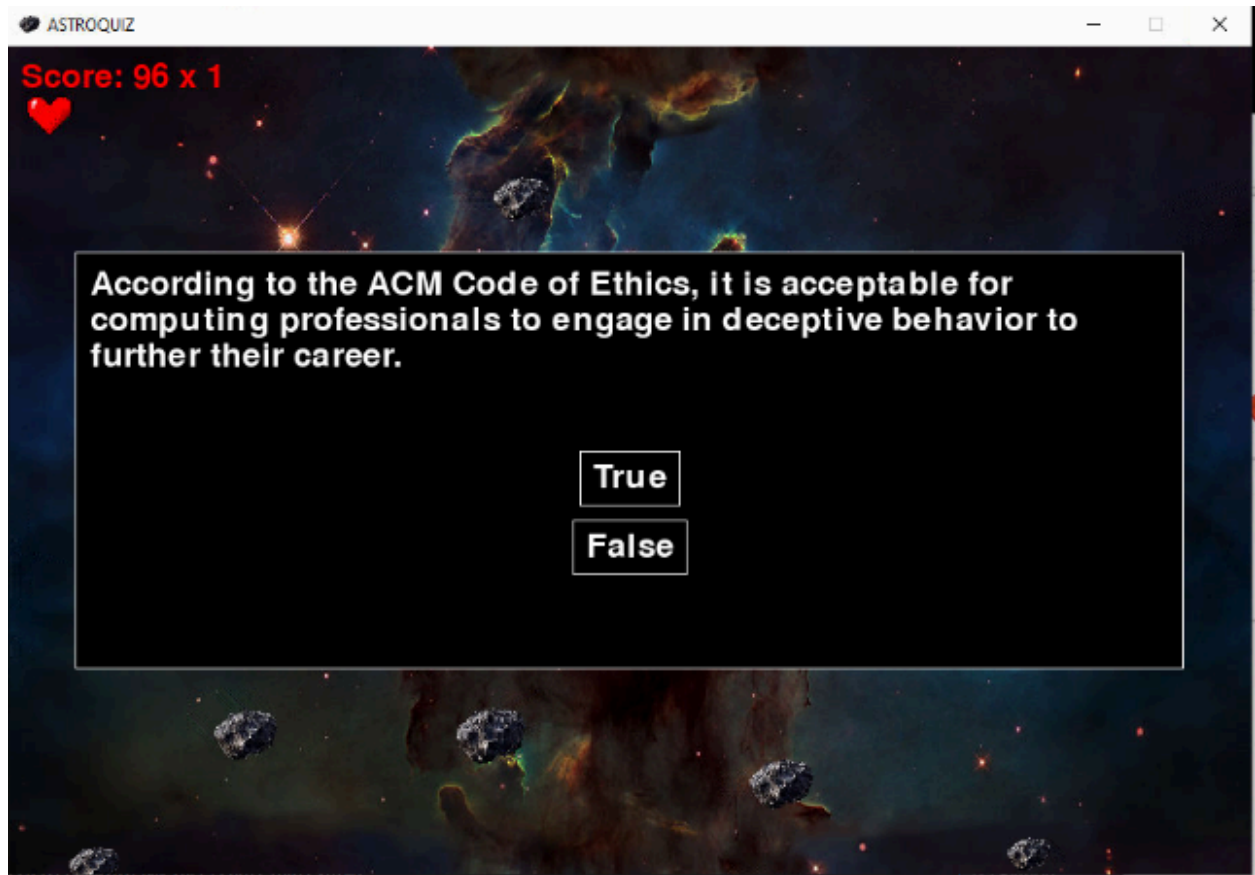 ASTROQUIZ
Score: 96 x 1
According to the ACM Code of Ethics, it is acceptable for
computing professionals to engage in deceptive behavior to
further their career.
True
False